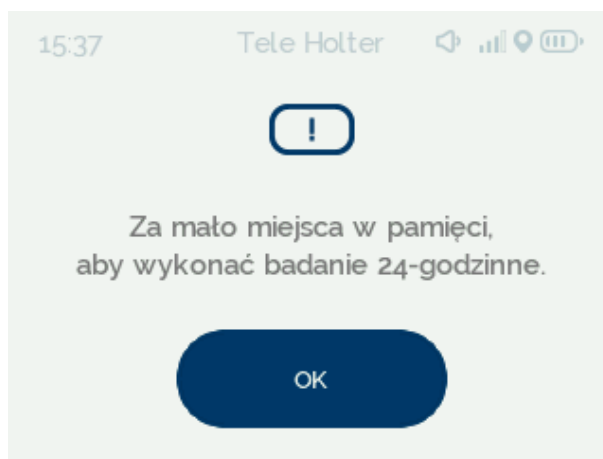 15:37 Tele Holter
!
Za mało miejsca w pamięci,
aby wykonać badanie 24-godzinne.
OK